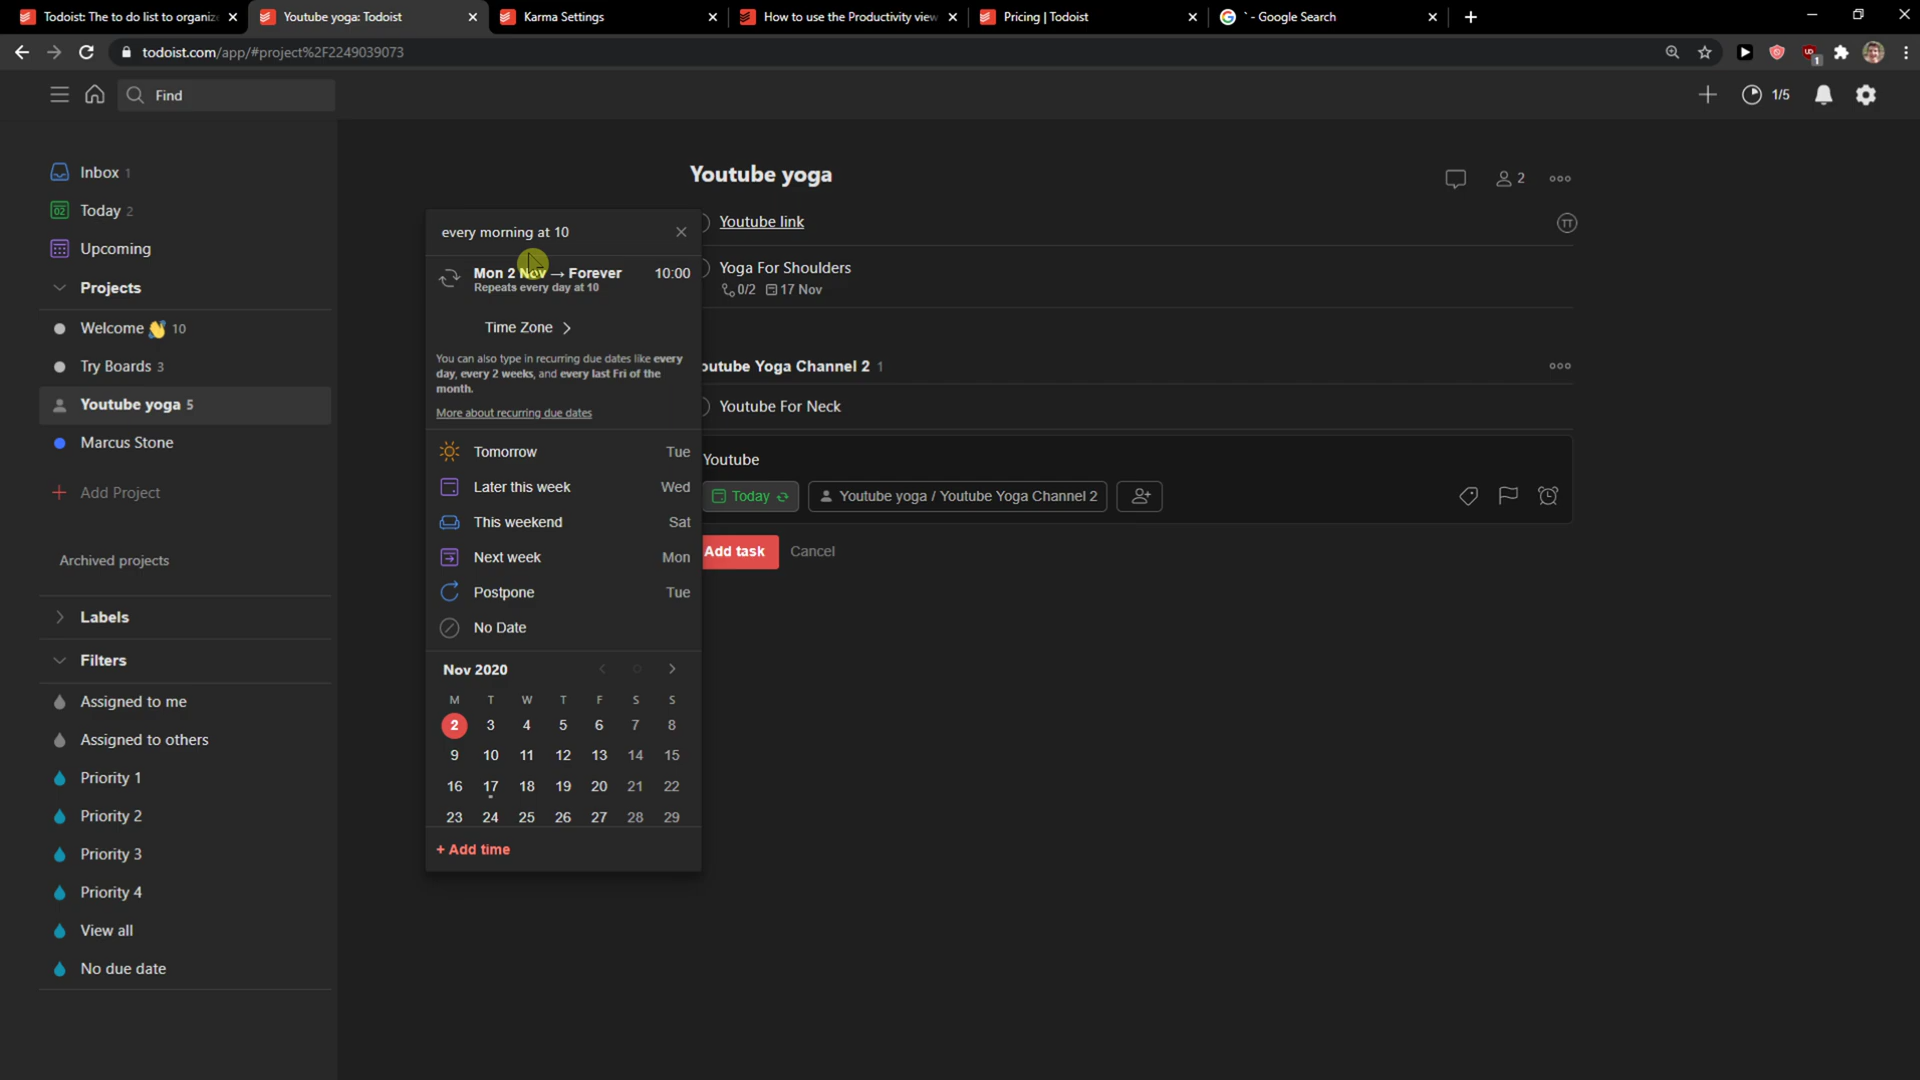 Todoist: The to do list to organiz
Youtube yoga: Todoist
Karma Settings
How to use the Productivity view
Pricing | Todoist
` - Google Search
todoist.com/app/#project%2F2249039073
1
Find
1/5
Inbox 1
02 Today 2
Upcoming
Projects
Welcome 👋 10
Try Boards 3
Youtube yoga 5
Marcus Stone
+ Add Project
Archived projects
Labels
Filters
Assigned to me
Assigned to others
Priority 1
Priority 2
Priority 3
Priority 4
View all
No due date
Youtube yoga
2
Youtube link
Yoga For Shoulders
0/2 17 Nov
outube Yoga Channel 2 1
Youtube For Neck
Youtube
Today
Youtube yoga / Youtube Yoga Channel 2
Add task
Cancel
every morning at 10
Mon 2 Nov → Forever 10:00
Repeats every day at 10
Time Zone
You can also type in recurring due dates like every
day, every 2 weeks, and every last Fri of the
month.
More about recurring due dates
Tomorrow Tue
Later this week Wed
This weekend Sat
Next week Mon
Postpone Tue
No Date
Nov 2020
M T W T F S S
2 3 4 5 6 7 8
9 10 11 12 13 14 15
16 17 18 19 20 21 22
23 24 25 26 27 28 29
+ Add time